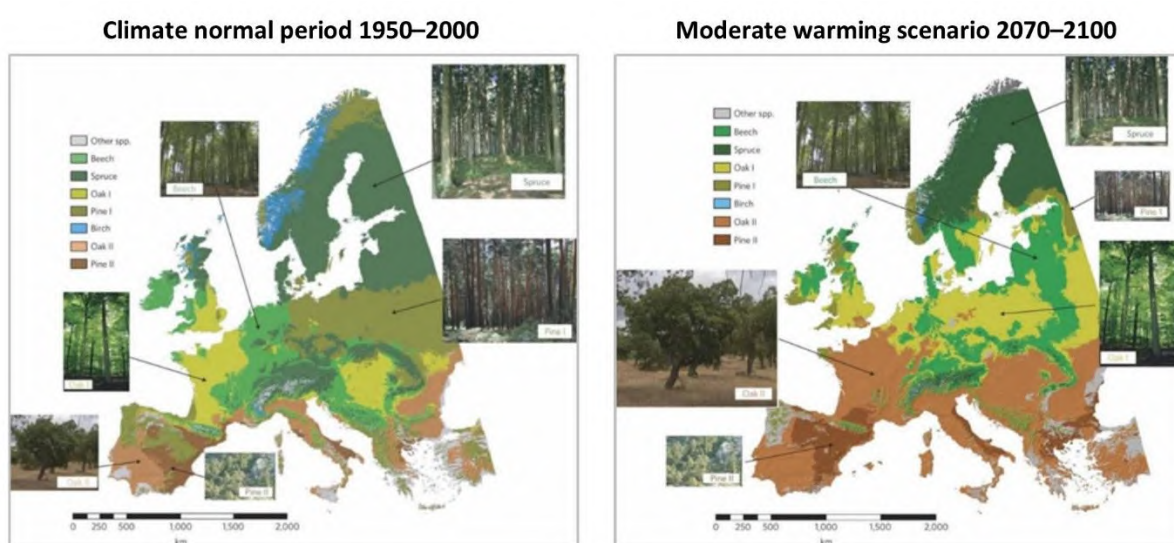 Climate normal period 1950–2000
Other spp.
Beech
Spruce
Oak I
Pine I
Birch
Oak II
Pine II
Beech
Spruce
Pine I
Oak I
Oak II
Pine II
0 250 500 1,000 1,500 2,000
km
Moderate warming scenario 2070–2100
Other spp.
Beech
Spruce
Oak I
Pine I
Birch
Oak II
Pine II
Beech
Spruce
Pine I
Oak I
Oak II
Pine II
0 250 500 1,000 1,500 2,000
km